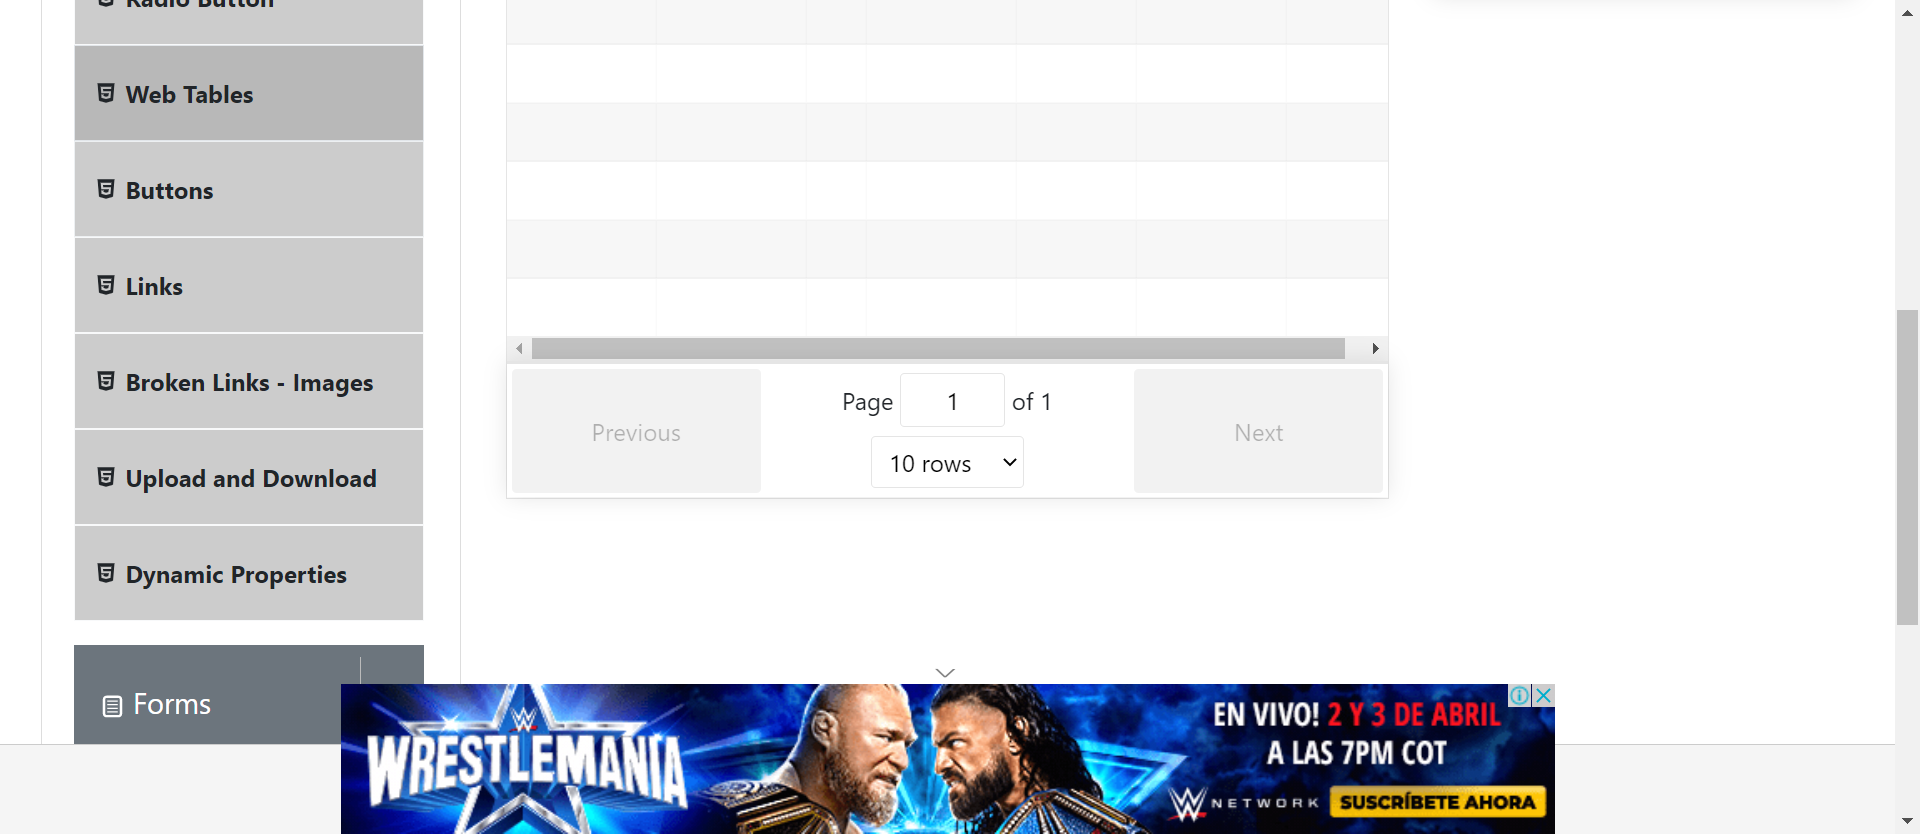 Radio Button
Web Tables
Buttons
Links
Broken Links - Images
Upload and Download
Dynamic Properties
Forms
Previous
Page 1 of 1
10 rows
Next
WRESTLEMANIA
EN VIVO! 2 Y 3 DE ABRIL
A LAS 7PM COT
W NETWORK
SUSCRÍBETE AHORA